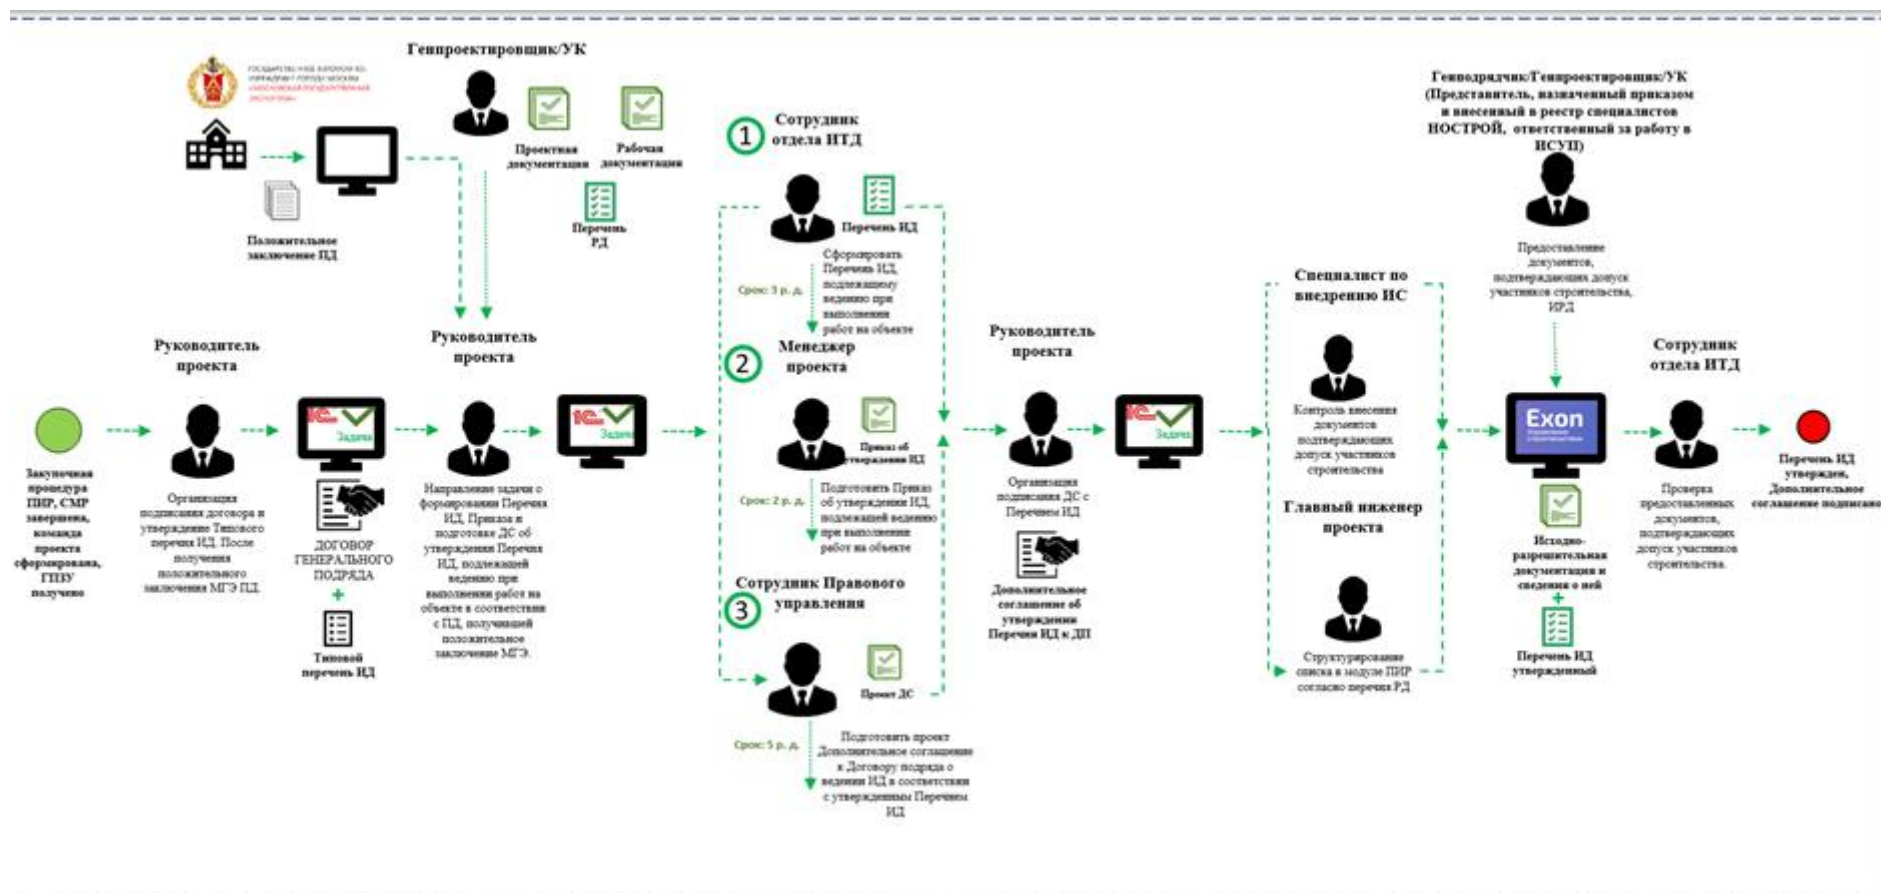 Генпроектировщик/УК
Проектная
документация
Рабочая
документация
Перечень
РД
Положительное
заключение ПД
Руководитель
проекта
Руководитель
проекта
Закупочная
процедура
ПИР, СМР
завершена,
команда
проекта
сформирована,
ГПЗУ
получено
Организация
подписания договора и
утверждение Типового
перечня ИД. После
получения
положительного
заключения МГЭ ПД.
1С
Задача
ДОГОВОР
ГЕНЕРАЛЬНОГО
ПОДРЯДА
+
Типовой
перечень ИД
Направление задачи о
формировании Перечня
ИД, Приказа и
подготовке ДС об
утверждении Перечня
ИД, подлежащей
ведению при
выполнении работ на
объекте в соответствии
с ПД, получившей
положительное
заключение МГЭ.
1С
Задача
1
Сотрудник
отдела ИТД
Перечень ИД
Срок: 3 р. д.
Сформировать
Перечень ИД,
подлежащему
ведению при
выполнении
работ на объекте
2
Менеджер
проекта
Приказ об
утверждении ИД
Срок: 2 р. д.
Подготовить Приказ
об утверждении ИД,
подлежащей ведению
при выполнении
работ на объекте
3
Сотрудник Правового
управления
Проект ДС
Срок: 5 р. д.
Подготовить проект
Дополнительное соглашение
к Договору подряда о
ведении ИД в соответствии
с утвержденным Перечнем
ИД
Руководитель
проекта
Организация
подписания ДС с
Перечнем ИД
Дополнительное
соглашение об
утверждении
Перечня ИД к ДП
1С
Задача
Специалист по
внедрению ИС
Контроль внесения
документов
подтверждающих
допуск участников
строительства
Главный инженер
проекта
Структурирование
списка в модуле ПИР
согласно перечня РД
Генподрядчик/Генпроектировщик/УК
(Представитель, назначенный приказом
и внесенный в реестр специалистов
НОСТРОЙ, ответственный за работу в
ИСУП)
Предоставление
документов,
подтверждающих допуск
участников строительства,
ИРД
Exon
Исходно-
разрешительная
документация и
сведения о ней
+
Перечень ИД
утвержденный
Сотрудник
отдела ИТД
Проверка
предоставленных
документов,
подтверждающих
допуск участников
строительства.
Перечень ИД
утвержден,
Дополнительное
соглашение подписано